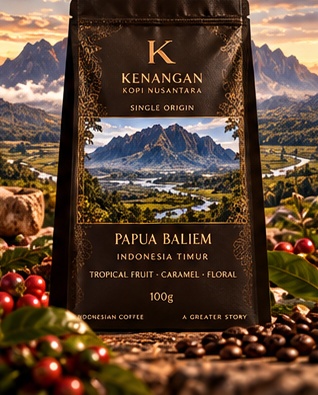 K
KENANGAN
KOPI NUSANTARA
SINGLE ORIGIN
PAPUA BALIEM
INDONESIA TIMUR
TROPICAL FRUIT · CARAMEL · FLORAL
100g
INDONESIAN COFFEE
A GREATER STORY